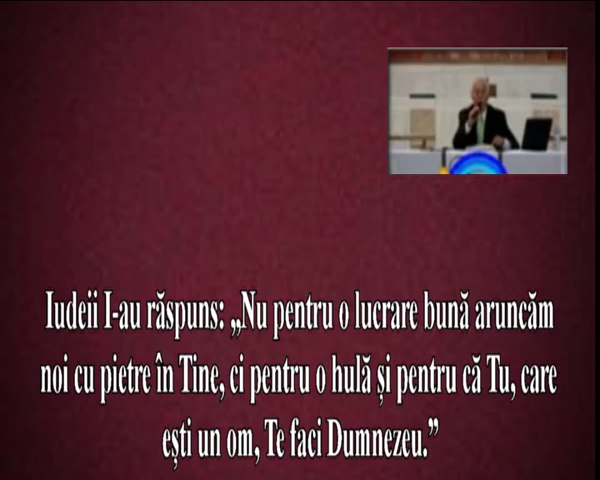 Iudeii I-au răspuns: „Nu pentru o lucrare bună aruncăm
noi cu pietre în Tine, ci pentru o hulă și pentru că Tu, care
ești un om, Te faci Dumnezeu.”